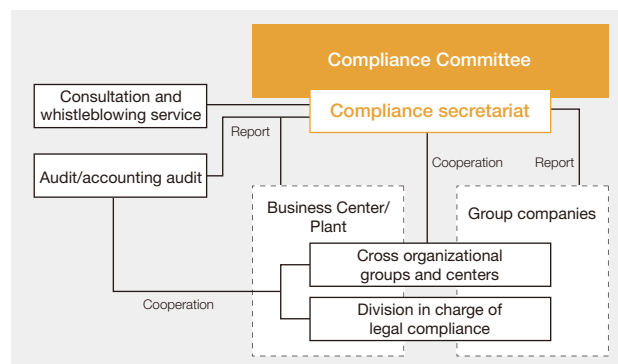 Compliance Committee
Compliance secretariat
Consultation and
whistleblowing service
Report
Audit/accounting audit
Cooperation
Report
Business Center/
Plant
Group companies
Cross organizational
groups and centers
Cooperation
Division in charge of
legal compliance